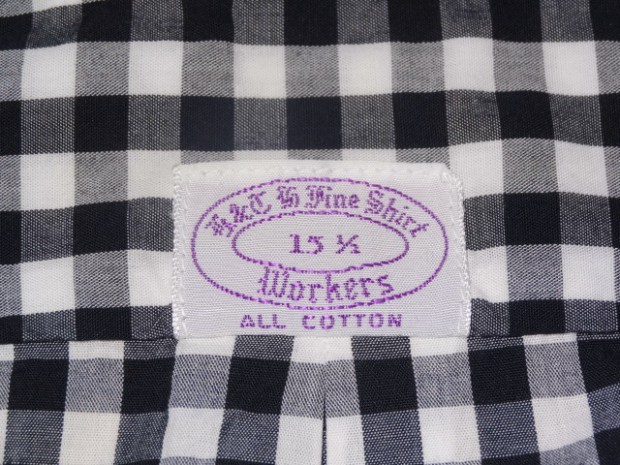 K&T H Fine Shirt
15 ½
Workers
ALL COTTON